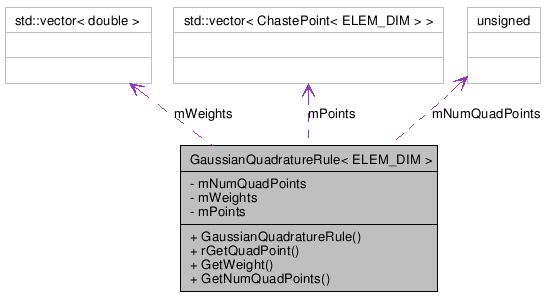 std::vector< double >
std::vector< ChastePoint< ELEM_DIM > >
unsigned
mWeights
mPoints
mNumQuadPoints
GaussianQuadratureRule< ELEM_DIM >
- mNumQuadPoints
- mWeights
- mPoints
+ GaussianQuadratureRule()
+ rGetQuadPoint()
+ GetWeight()
+ GetNumQuadPoints()